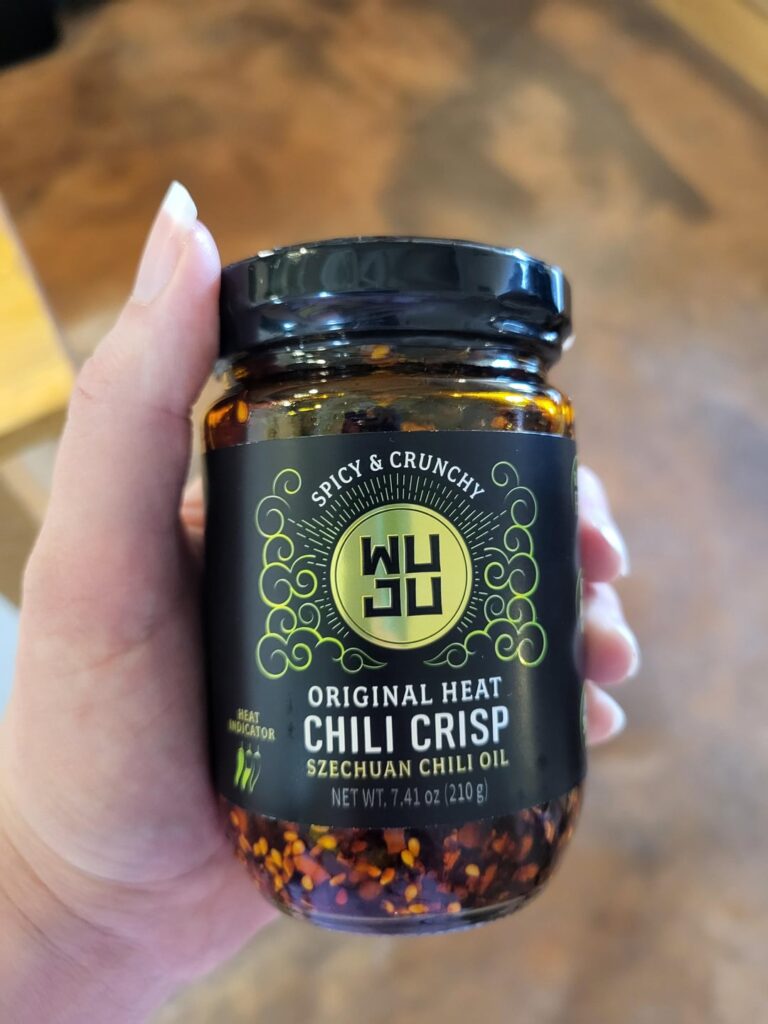 SPICY & CRUNCHY
WU
JU
ORIGINAL HEAT
CHILI CRISP
SZECHUAN CHILI OIL
NET WT. 7.41 oz (210 g)
HEAT
INDICATOR